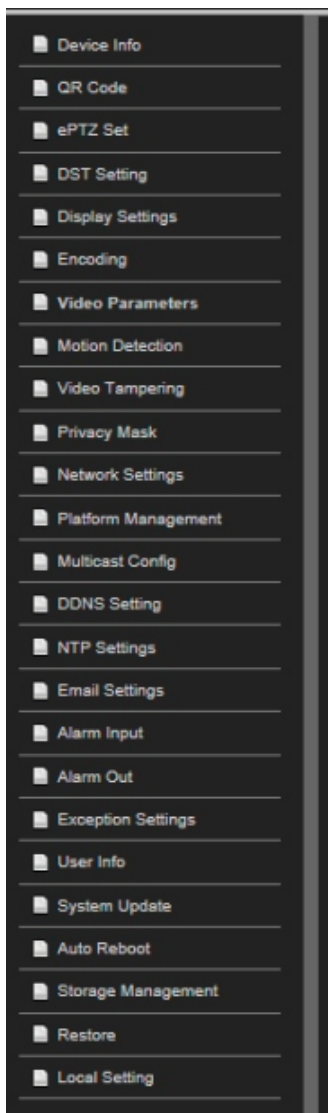 Device Info
QR Code
ePTZ Set
DST Setting
Display Settings
Encoding
Video Parameters
Motion Detection
Video Tampering
Privacy Mask
Network Settings
Platform Management
Multicast Config
DDNS Setting
NTP Settings
Email Settings
Alarm Input
Alarm Out
Exception Settings
User Info
System Update
Auto Reboot
Storage Management
Restore
Local Setting